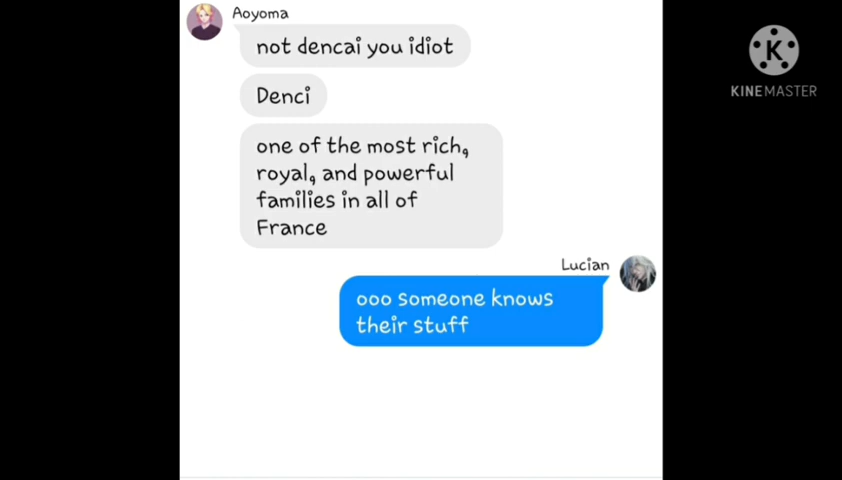 Aoyoma
not dencai you idiot
Denci
one of the most rich,
royal, and powerful
families in all of
France
Lucian
ooo someone knows
their stuff
K
KINEMASTER